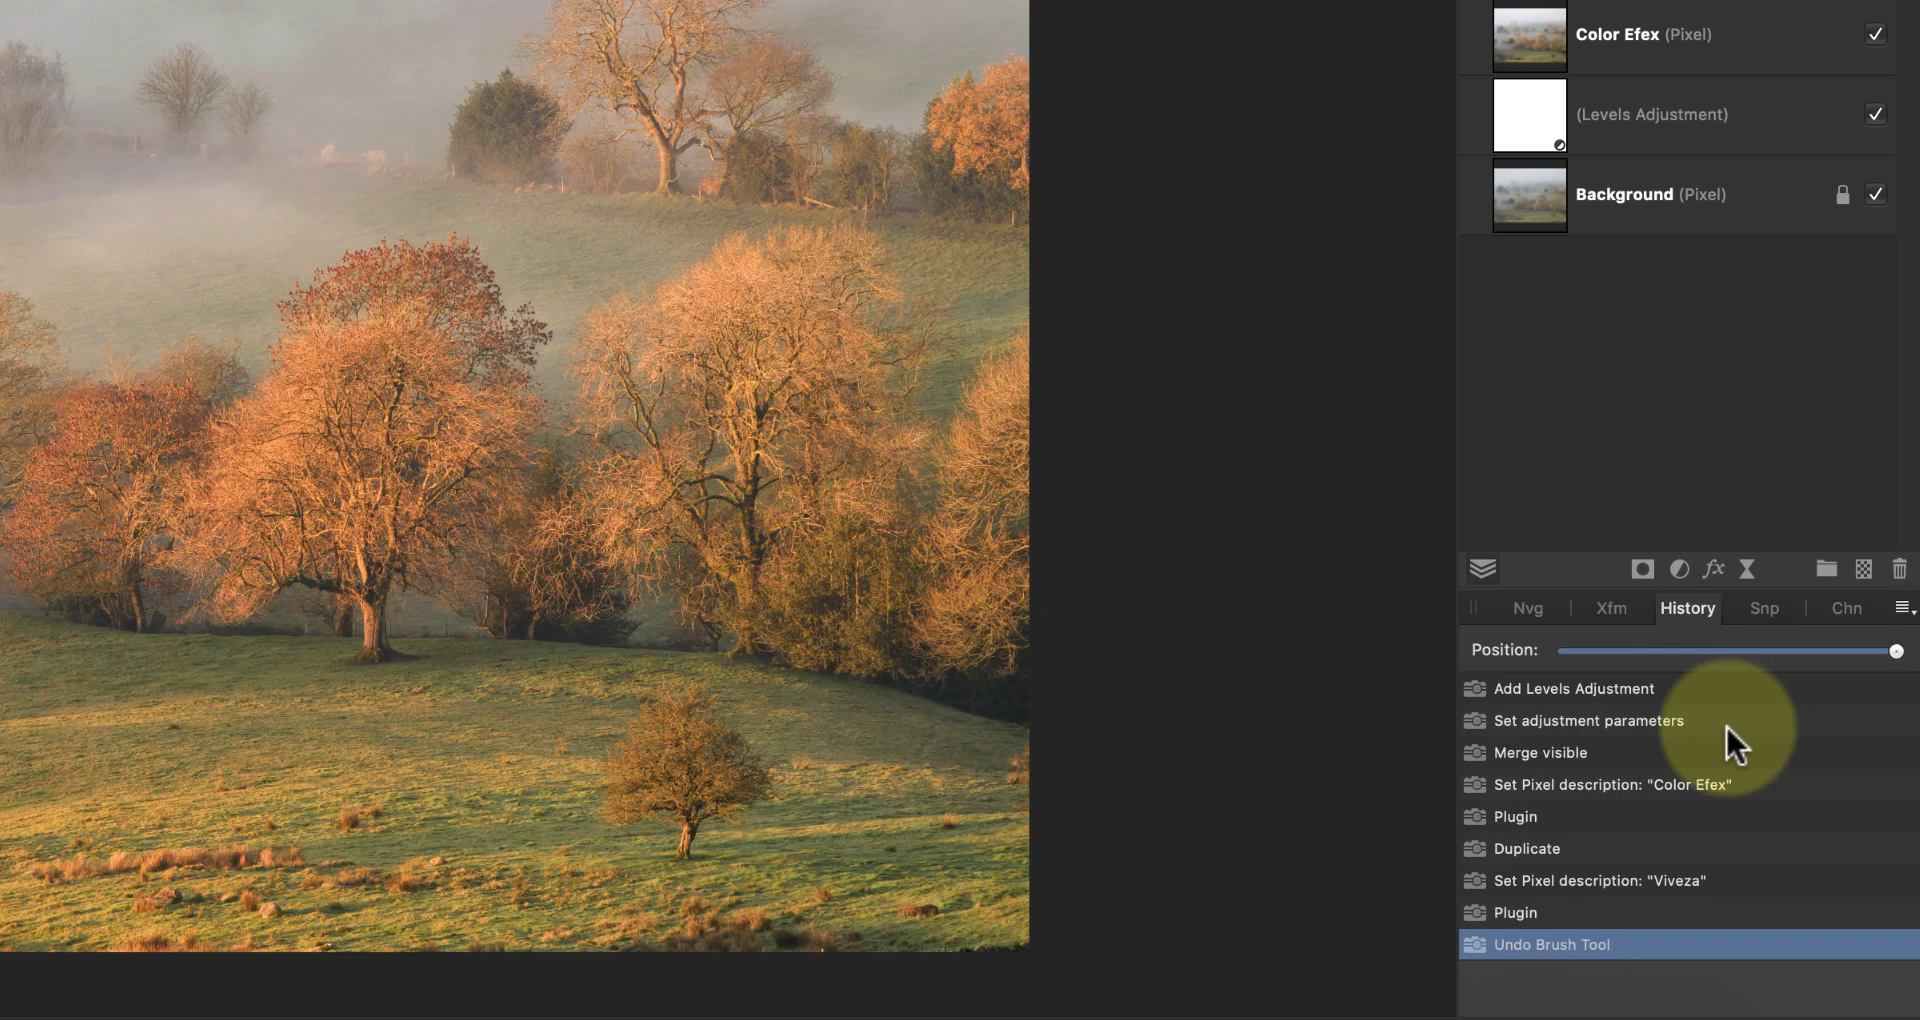 Color Efex (Pixel)
(Levels Adjustment)
Background (Pixel)
fx
Nvg
Xfm
History
Snp
Chn
Position:
Add Levels Adjustment
Set adjustment parameters
Merge visible
Set Pixel description: "Color Efex"
Plugin
Duplicate
Set Pixel description: "Viveza"
Plugin
Undo Brush Tool